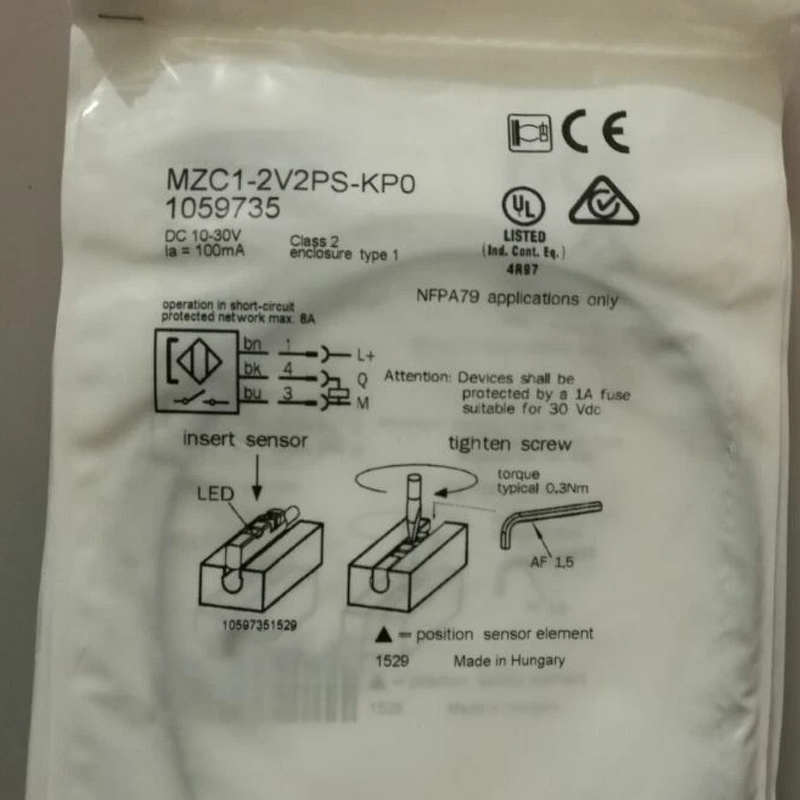 CE
MZC1-2V2PS-KP0
1059735
DC 10-30V
Ia = 100mA
Class 2
enclosure type 1
UL
LISTED
(Ind. Cont. Eq.)
4R97
NFPA79 applications only
operation in short-circuit
protected network max. 8A
bn 1 L+
bk 4 Q
bu 3 M
Attention: Devices shall be
protected by a 1A fuse
suitable for 30 Vdc
insert sensor
LED
10597351529
tighten screw
torque
typical 0.3Nm
AF 1.5
▲ = position sensor element
1529 Made in Hungary